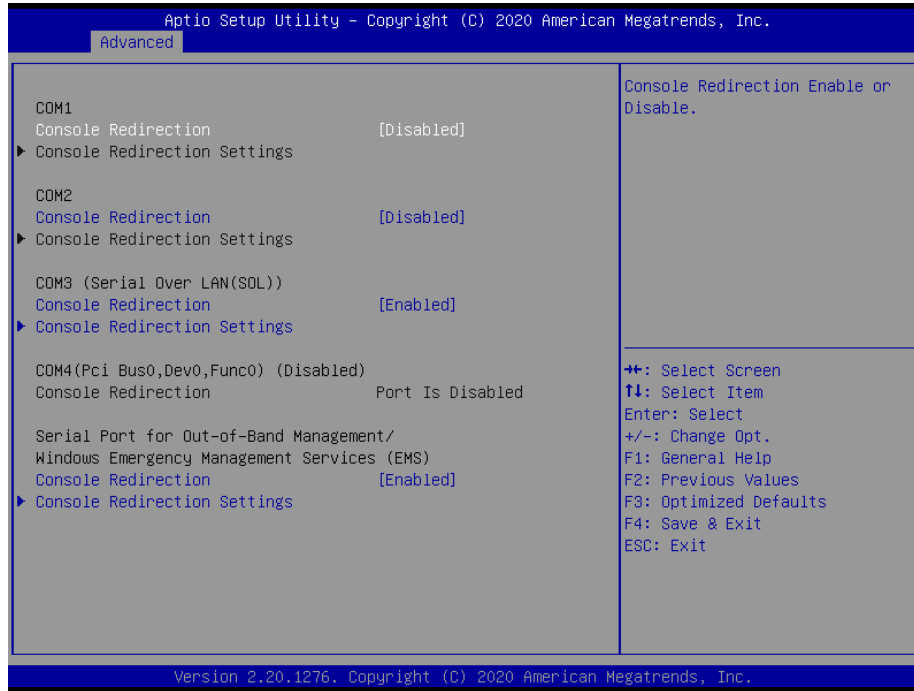 Aptio Setup Utility – Copyright (C) 2020 American Megatrends, Inc.
Advanced
COM1
Console Redirection [Disabled]
Console Redirection Settings
COM2
Console Redirection [Disabled]
Console Redirection Settings
COM3 (Serial Over LAN(SOL))
Console Redirection [Enabled]
Console Redirection Settings
COM4(Pci Bus0,Dev0,Func0) (Disabled)
Console Redirection Port Is Disabled
Serial Port for Out-of-Band Management/
Windows Emergency Management Services (EMS)
Console Redirection [Enabled]
Console Redirection Settings
Console Redirection Enable or
Disable.
→←: Select Screen
↑↓: Select Item
Enter: Select
+/-: Change Opt.
F1: General Help
F2: Previous Values
F3: Optimized Defaults
F4: Save & Exit
ESC: Exit
Version 2.20.1276. Copyright (C) 2020 American Megatrends, Inc.